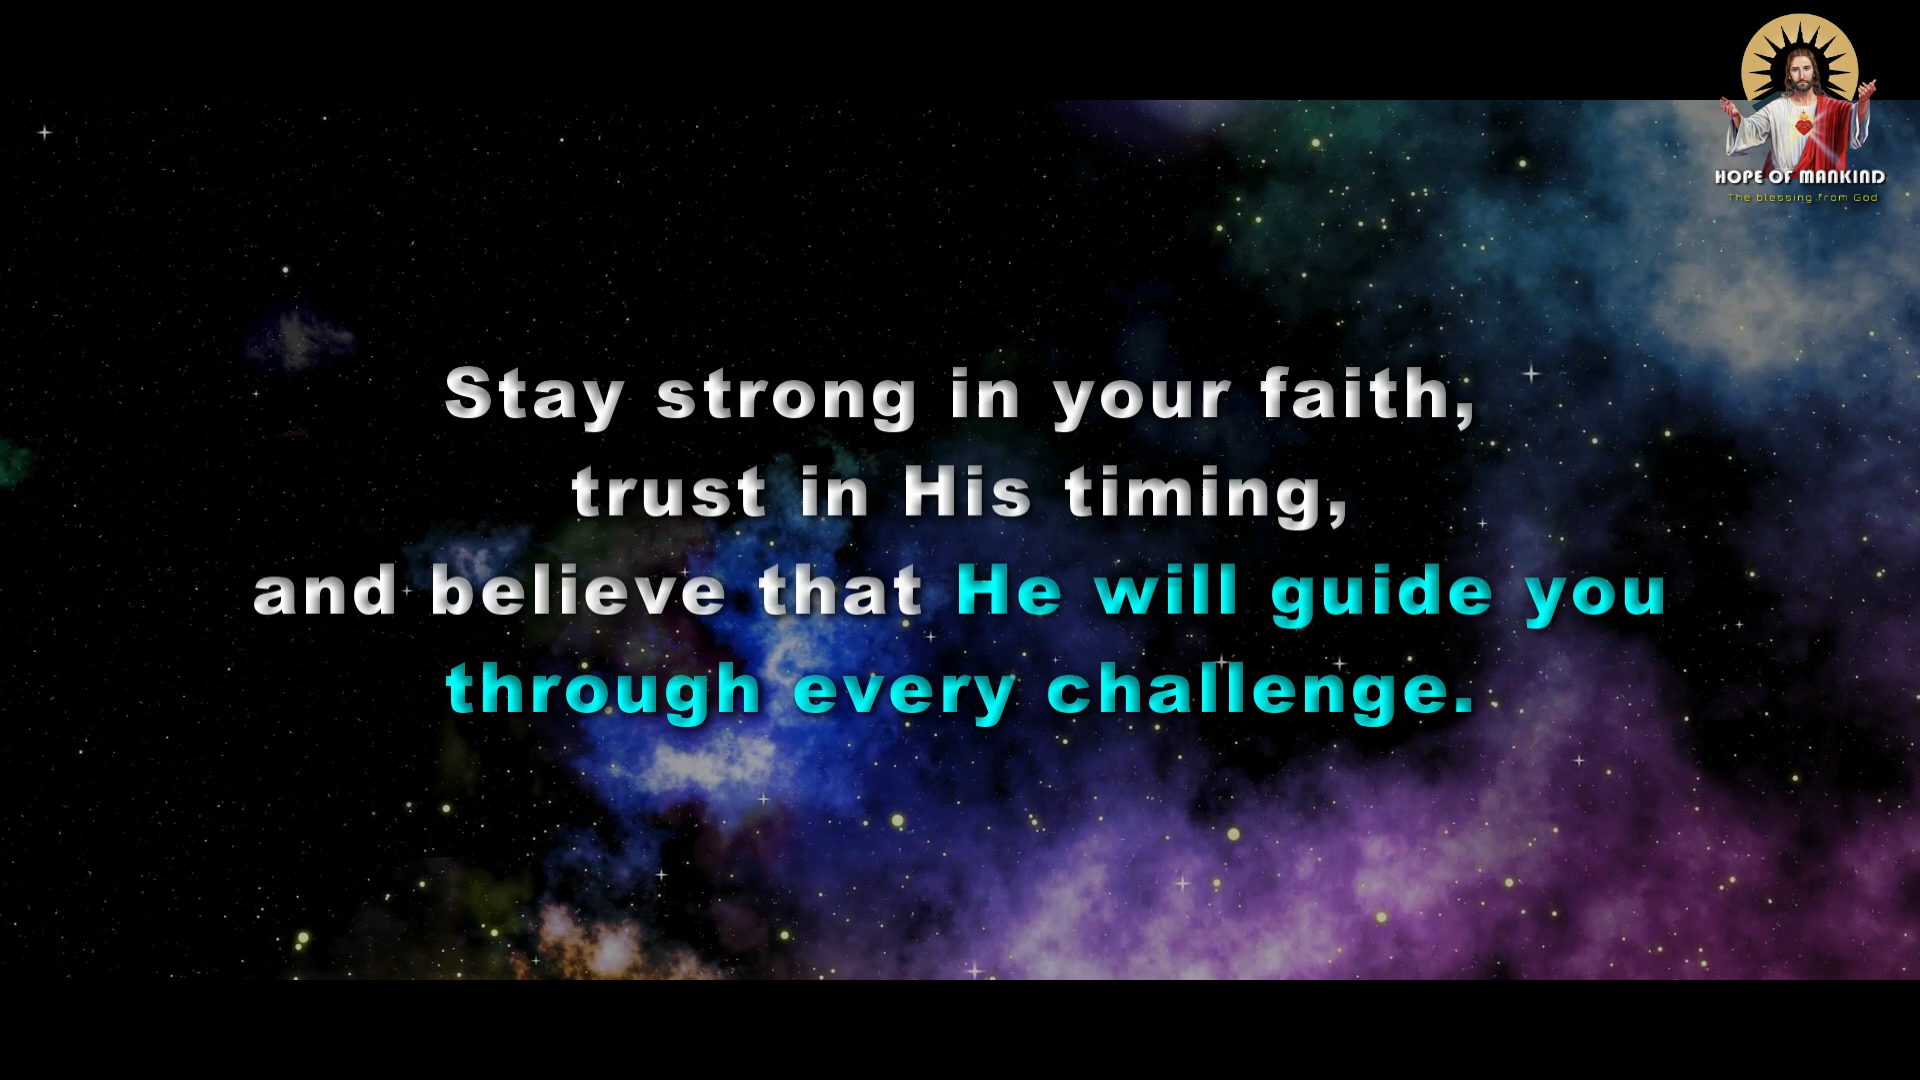 HOPE OF MANKIND
The blessing from God
Stay strong in your faith,
trust in His timing,
and believe that He will guide you
through every challenge.